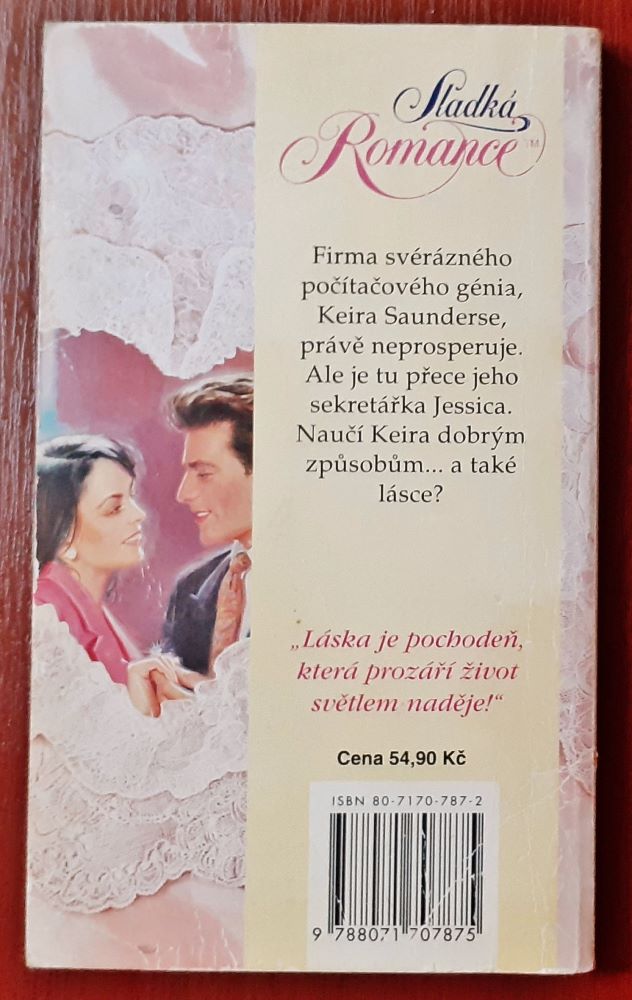 Sladká
Romance™
Firma svérázného
počítačového génia,
Keira Saunderse,
právě neprosperuje.
Ale je tu přece jeho
sekretářka Jessica.
Naučí Keira dobrým
způsobům... a také
lásce?
„Láska je pochodeň,
která prozáří život
světlem naděje!“
Cena 54,90 Kč
ISBN 80-7170-787-2
9 788071 707875